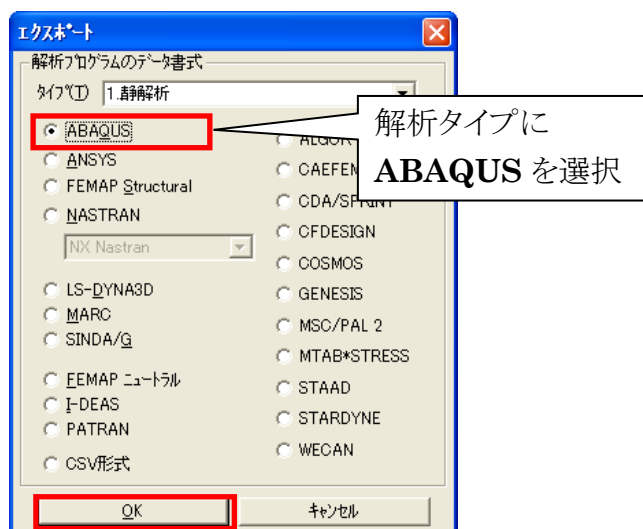 エクスポート
解析プログラムのデータ書式
タイプ(T) 1.静解析
ABAQUS
ANSYS
FEMAP Structural
NASTRAN
NX Nastran
LS-DYNA3D
MARC
SINDA/G
FEMAP ニュートラル
I-DEAS
PATRAN
CSV形式
CAEFEM
CFDESIGN
COSMOS
GENESIS
MSC/PAL 2
MTAB*STRESS
STAAD
STARDYNE
WECAN
OK
キャンセル
解析タイプに
ABAQUS を選択